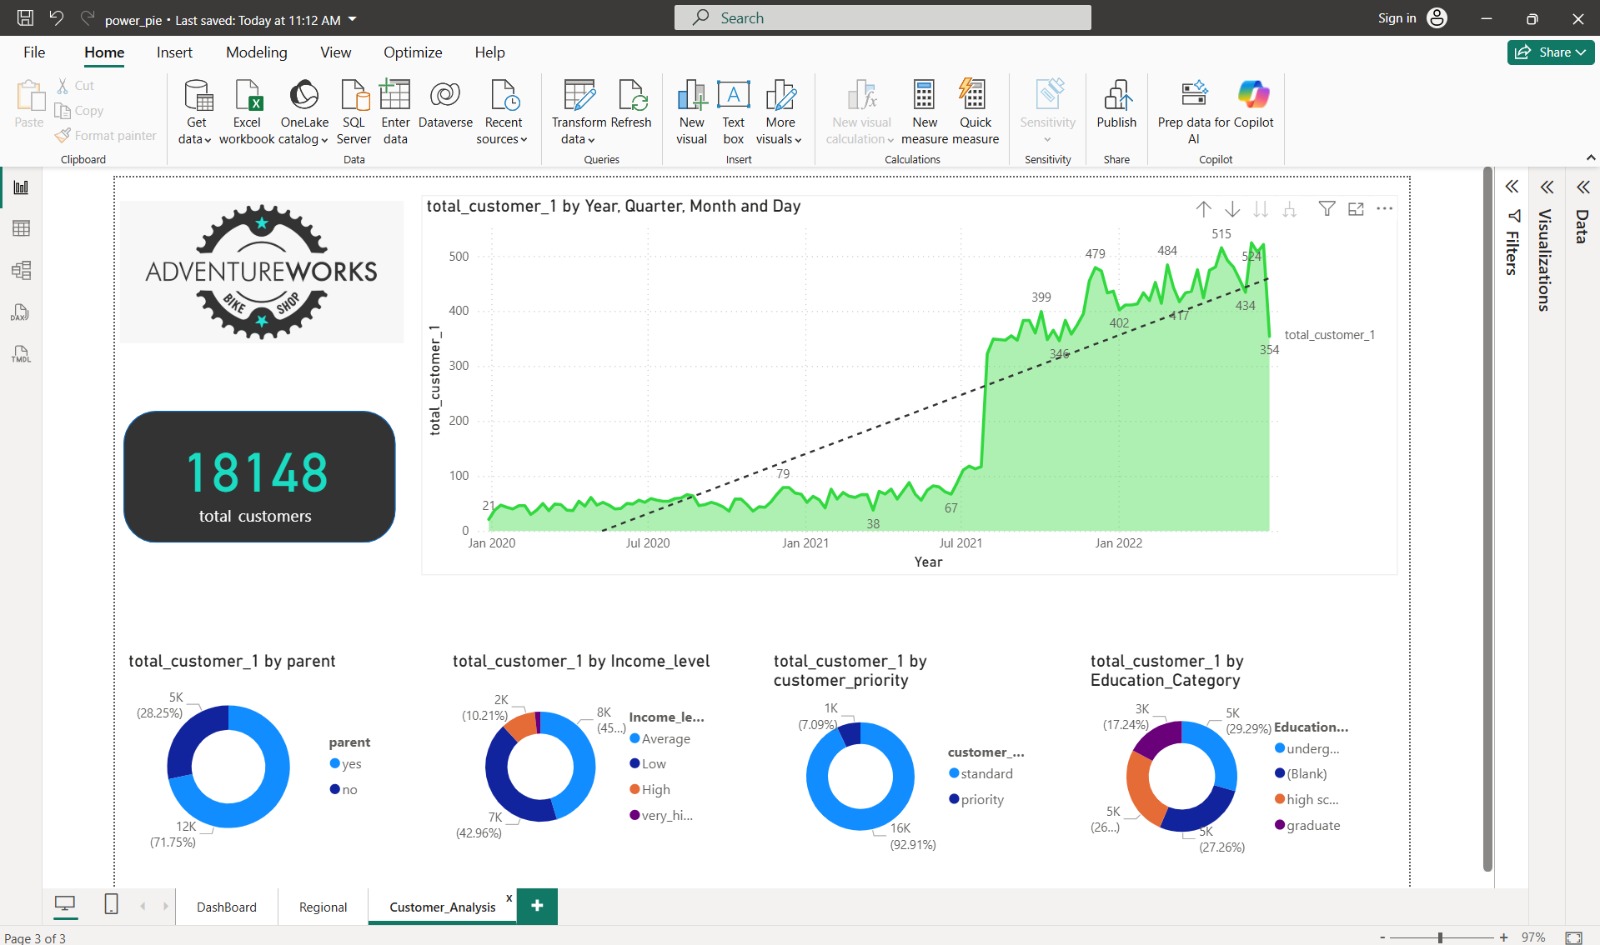 power_pie • Last saved: Today at 11:12 AM
Search
Sign in
File Home Insert Modeling View Optimize Help
Share
Paste
Cut
Copy
Format painter
Clipboard
Get data
Excel workbook
OneLake catalog
SQL Server
Enter data
Dataverse
Recent sources
Data
Transform data
Refresh
Queries
New visual
Text box
More visuals
Insert
New visual calculation
New measure
Quick measure
Calculations
Sensitivity
Sensitivity
Publish
Share
Prep data for AI
Copilot
Copilot
DAX
TMDL
ADVENTUREWORKS
BIKE SHOP
18148
total customers
total_customer_1 by Year, Quarter, Month and Day
total_customer_1
500
400
300
200
100
0
21
79
38
67
399
346
479
402
484
417
515
434
524
354
total_customer_1
Jan 2020 Jul 2020 Jan 2021 Jul 2021 Jan 2022
Year
total_customer_1 by parent
5K
(28.25%)
12K
(71.75%)
parent
yes
no
total_customer_1 by Income_level
2K
(10.21%)
8K
(45...)
7K
(42.96%)
Income_le...
Average
Low
High
very_hi...
total_customer_1 by
customer_priority
1K
(7.09%)
16K
(92.91%)
customer_...
standard
priority
total_customer_1 by
Education_Category
3K
(17.24%)
5K
(29.29%)
5K
(26...)
5K
(27.26%)
Education...
underg...
(Blank)
high sc...
graduate
Filters
Visualizations
Data
DashBoard Regional Customer_Analysis x +
Page 3 of 3
- + 97%